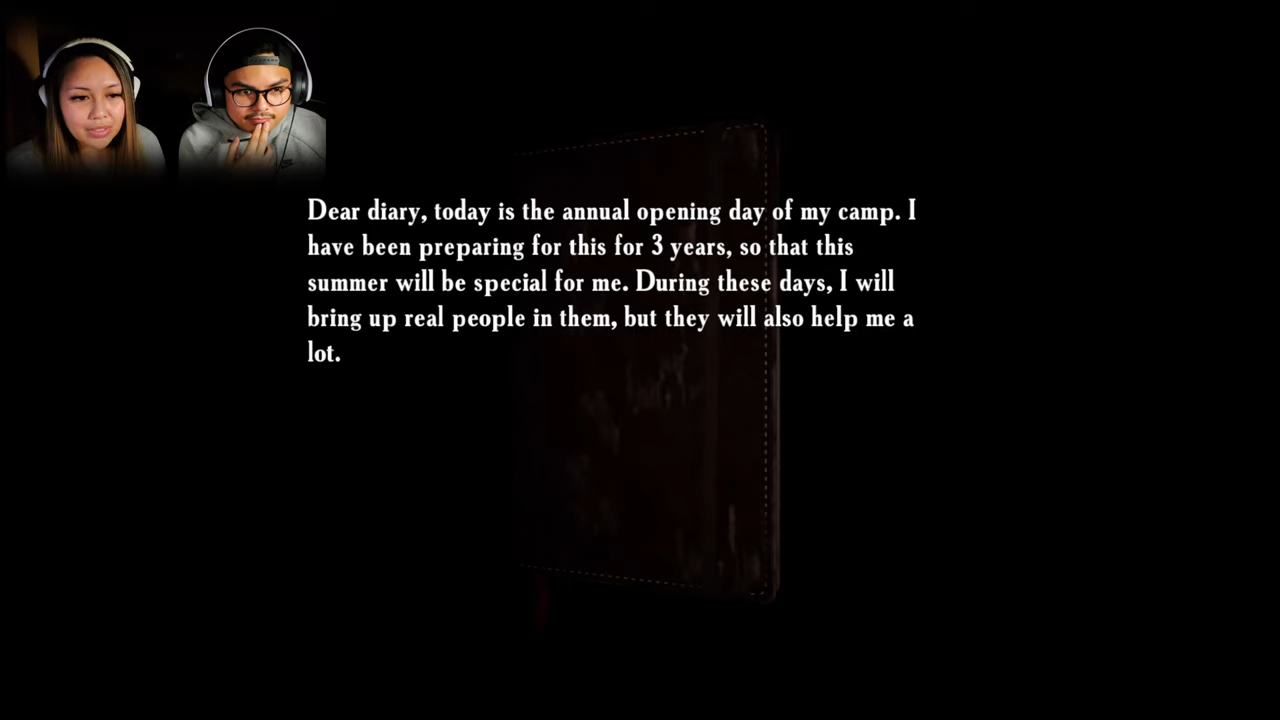 Dear diary, today is the annual opening day of my camp. I
have been preparing for this for 3 years, so that this
summer will be special for me. During these days, I will
bring up real people in them, but they will also help me a
lot.